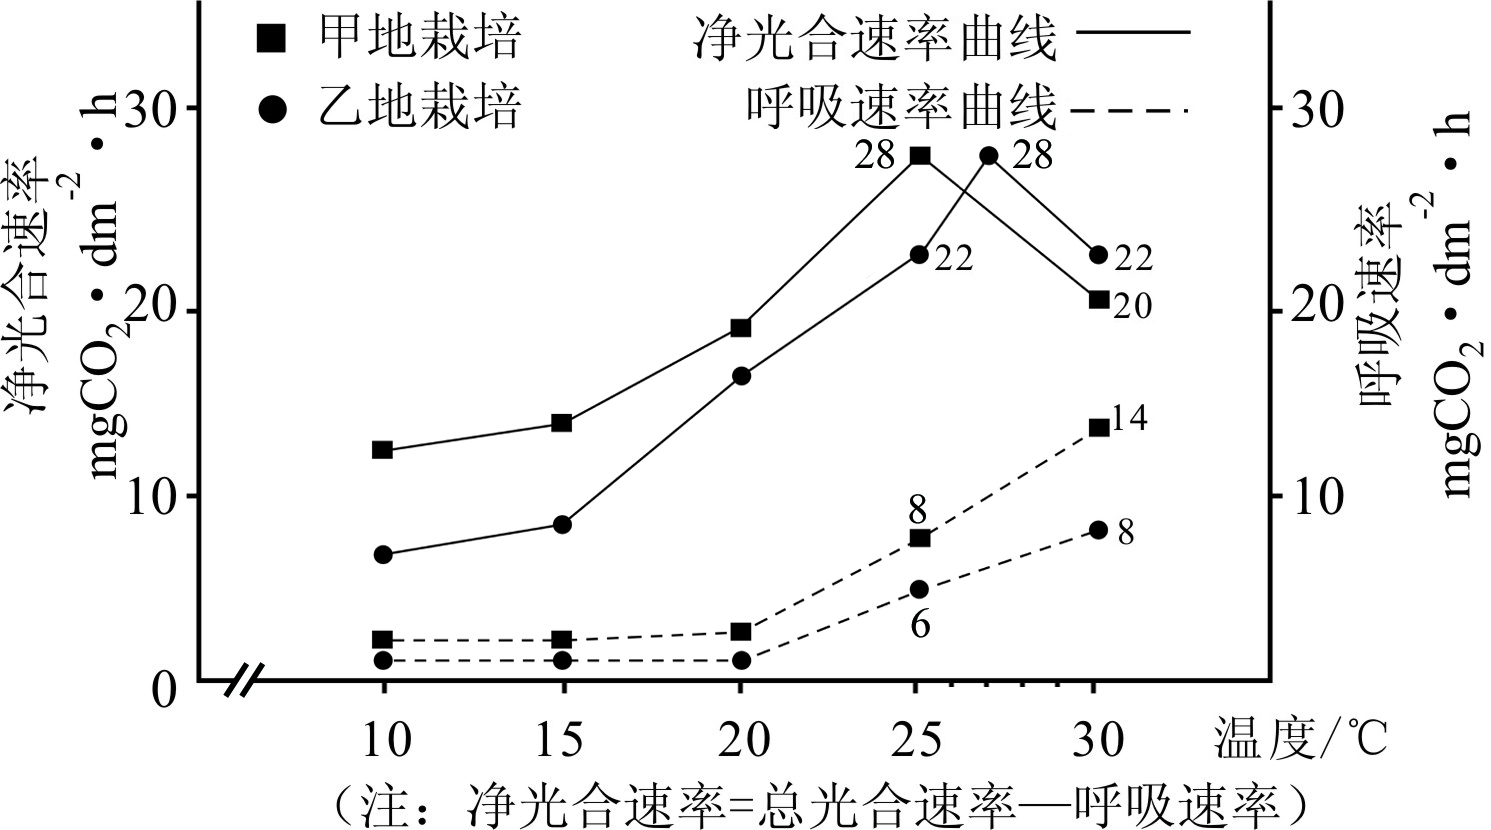 甲地栽培
净光合速率曲线
乙地栽培
呼吸速率曲线
净光合速率
mgCO₂·dm⁻²·h
30
20
10
0
呼吸速率
mgCO₂·dm⁻²·h
30
20
10
28
28
22
22
20
14
8
8
6
10 15 20 25 30 温度/℃
（注：净光合速率=总光合速率—呼吸速率）